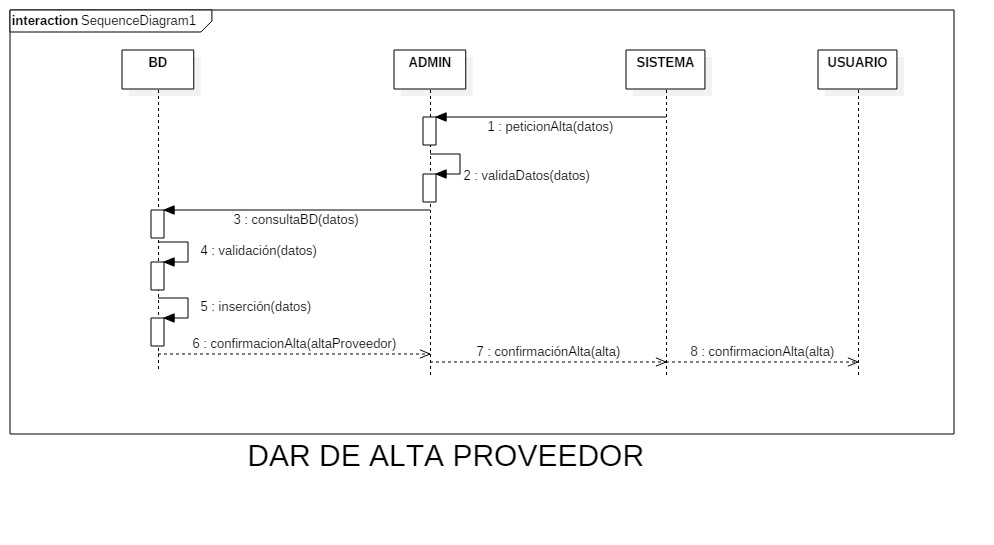 interaction SequenceDiagram1
BD
ADMIN
SISTEMA
USUARIO
1 : peticionAlta(datos)
2 : validaDatos(datos)
3 : consultaBD(datos)
4 : validación(datos)
5 : inserción(datos)
6 : confirmacionAlta(altaProveedor)
7 : confirmaciónAlta(alta)
8 : confirmacionAlta(alta)
DAR DE ALTA PROVEEDOR